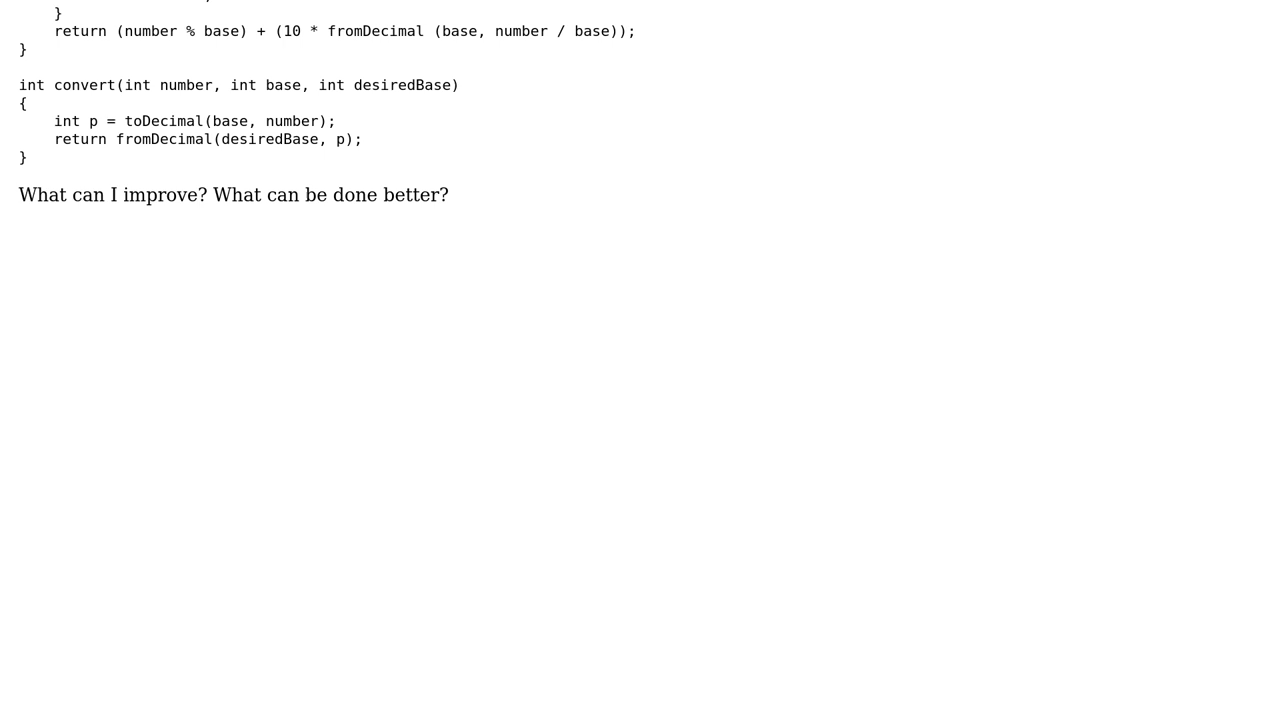 }
    return (number % base) + (10 * fromDecimal (base, number / base));
}

int convert(int number, int base, int desiredBase)
{
    int p = toDecimal(base, number);
    return fromDecimal(desiredBase, p);
}

What can I improve? What can be done better?